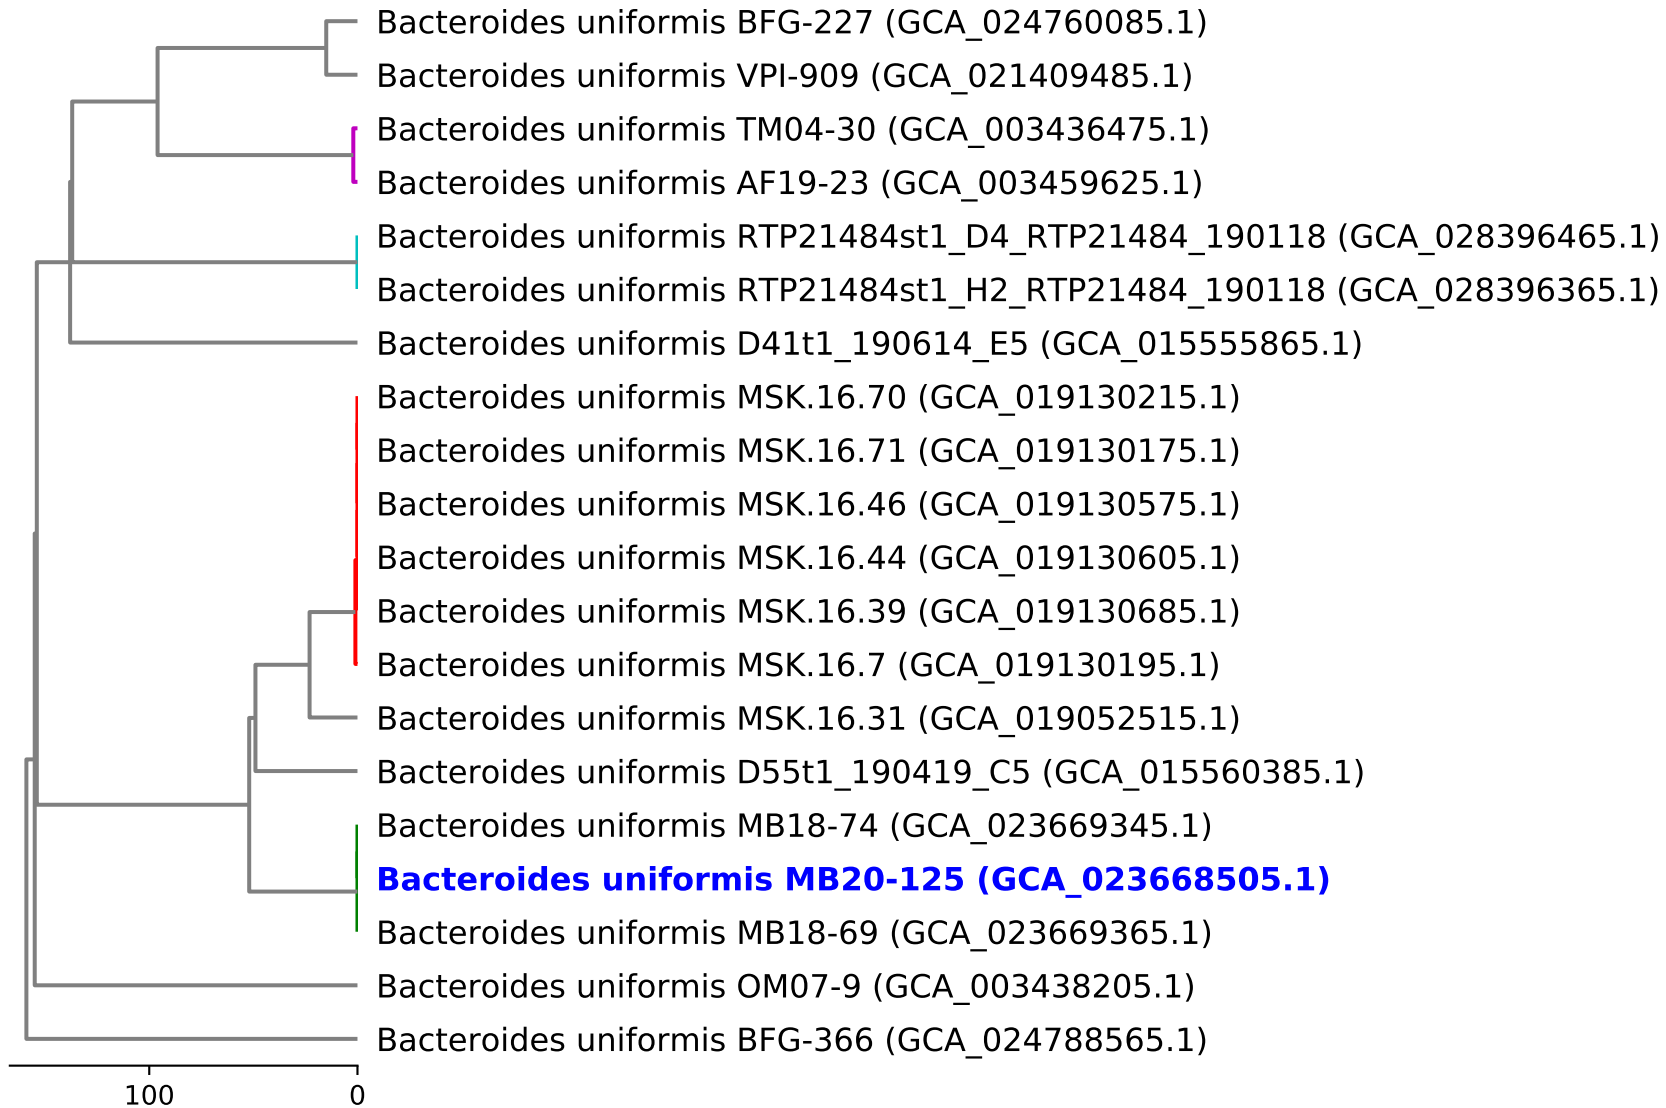 Bacteroides uniformis BFG-227 (GCA_024760085.1)
Bacteroides uniformis VPI-909 (GCA_021409485.1)
Bacteroides uniformis TM04-30 (GCA_003436475.1)
Bacteroides uniformis AF19-23 (GCA_003459625.1)
Bacteroides uniformis RTP21484st1_D4_RTP21484_190118 (GCA_028396465.1)
Bacteroides uniformis RTP21484st1_H2_RTP21484_190118 (GCA_028396365.1)
Bacteroides uniformis D41t1_190614_E5 (GCA_015555865.1)
Bacteroides uniformis MSK.16.70 (GCA_019130215.1)
Bacteroides uniformis MSK.16.71 (GCA_019130175.1)
Bacteroides uniformis MSK.16.46 (GCA_019130575.1)
Bacteroides uniformis MSK.16.44 (GCA_019130605.1)
Bacteroides uniformis MSK.16.39 (GCA_019130685.1)
Bacteroides uniformis MSK.16.7 (GCA_019130195.1)
Bacteroides uniformis MSK.16.31 (GCA_019052515.1)
Bacteroides uniformis D55t1_190419_C5 (GCA_015560385.1)
Bacteroides uniformis MB18-74 (GCA_023669345.1)
Bacteroides uniformis MB20-125 (GCA_023668505.1)
Bacteroides uniformis MB18-69 (GCA_023669365.1)
Bacteroides uniformis OM07-9 (GCA_003438205.1)
Bacteroides uniformis BFG-366 (GCA_024788565.1)
100 0